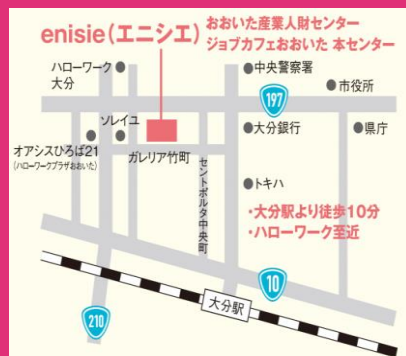 enisie(エニシエ)
おおいた産業人財センター
ジョブカフェおおいた 本センター
ハローワーク
大分
中央警察署
市役所
197
ソレイユ
大分銀行
県庁
オアシスひろば21
(ハローワークプラザおおいた)
ガレリア竹町
セントポルタ中央町
トキハ
・大分駅より徒歩10分
・ハローワーク至近
10
大分駅
210